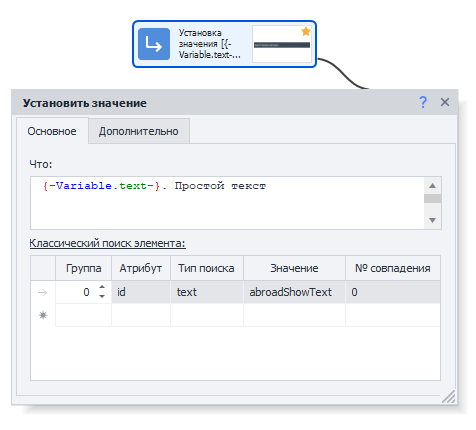 Установка
значения [{-
Variable.text-...
Установить значение
?
Основное Дополнительно
Что:
{-Variable.text-}. Простой текст
Классический поиск элемента:
Группа Атрибут Тип поиска Значение № совпадения
0 id text abroadShowText 0